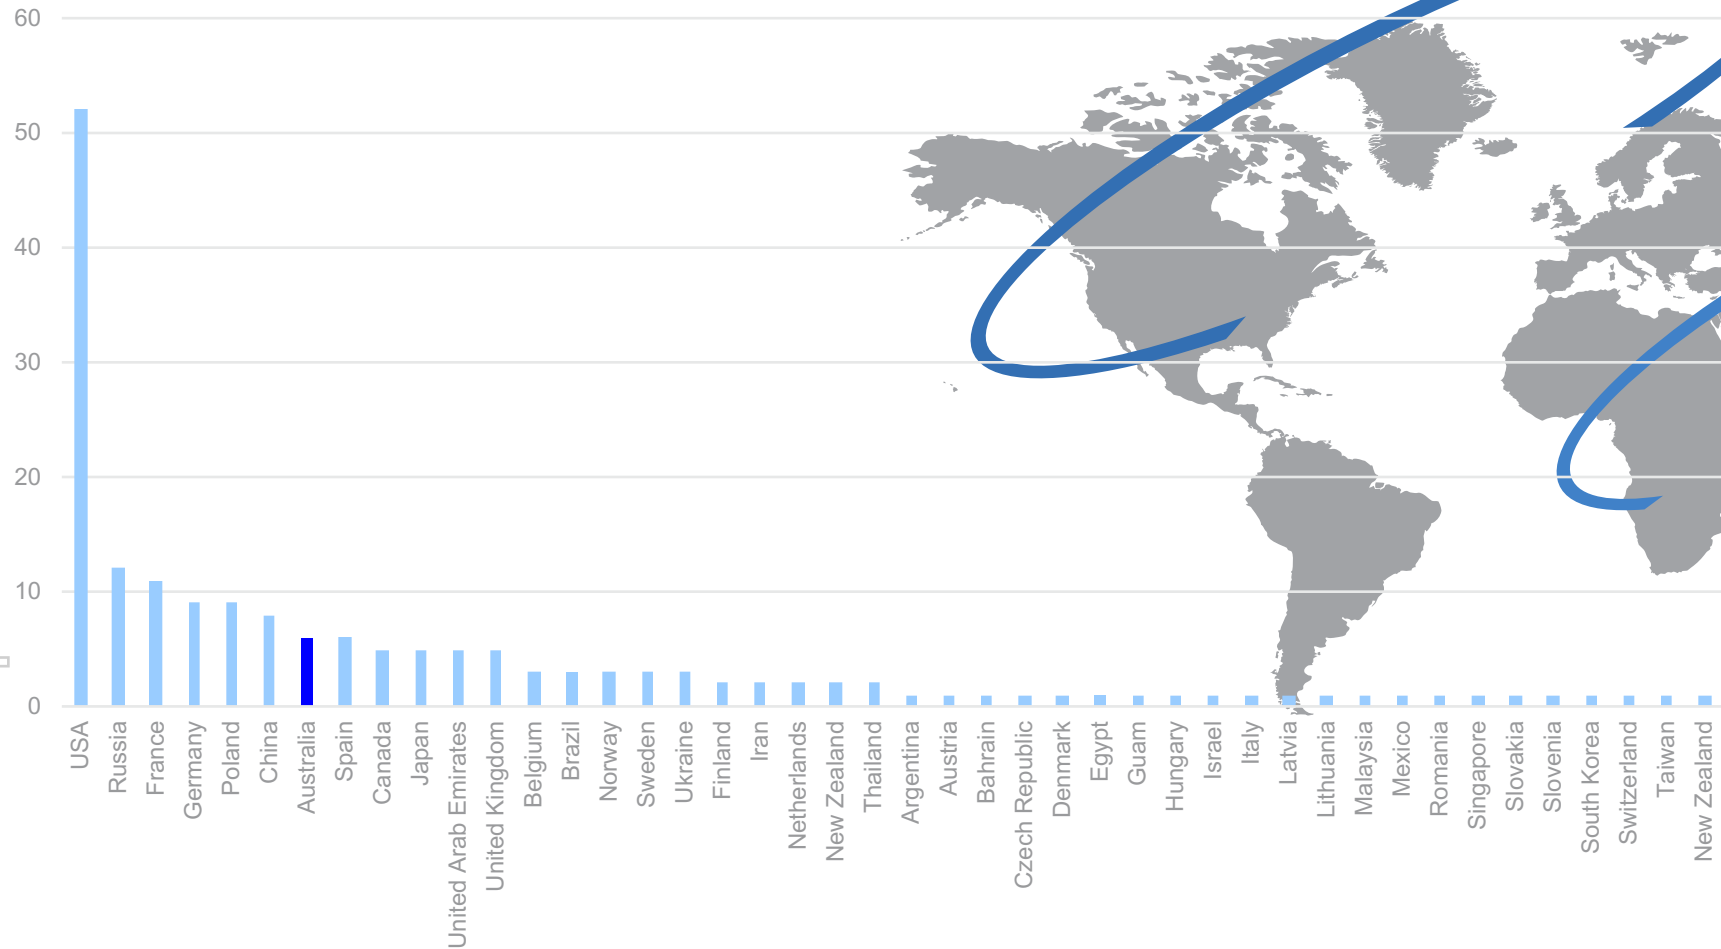 60
50
40
30
20
10
0
USA
Russia
France
Germany
Poland
China
Australia
Spain
Canada
Japan
United Arab Emirates
United Kingdom
Belgium
Brazil
Norway
Sweden
Ukraine
Finland
Iran
Netherlands
New Zealand
Thailand
Argentina
Austria
Bahrain
Czech Republic
Denmark
Egypt
Guam
Hungary
Israel
Italy
Latvia
Lithuania
Malaysia
Mexico
Romania
Singapore
Slovakia
Slovenia
South Korea
Switzerland
Taiwan
New Zealand